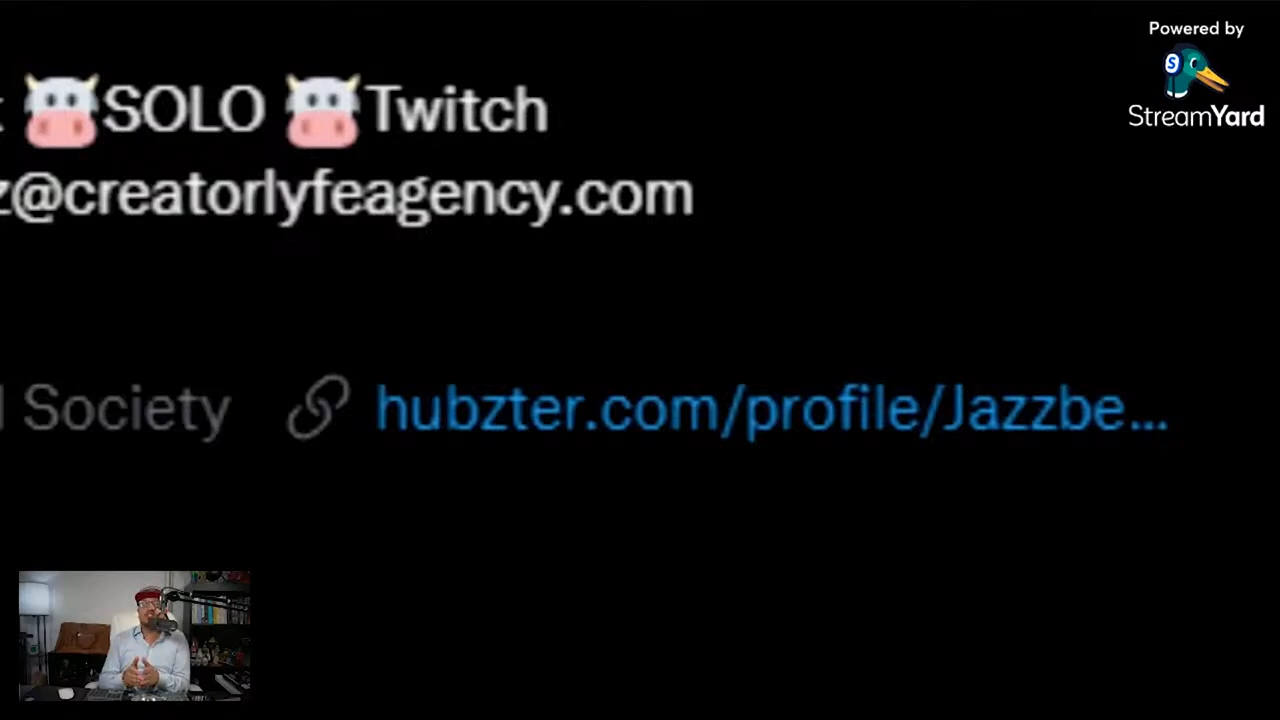 Powered by
StreamYard
🐮SOLO 🐮Twitch
z@creatorlyfeagency.com
Society hubzter.com/profile/Jazzbe...